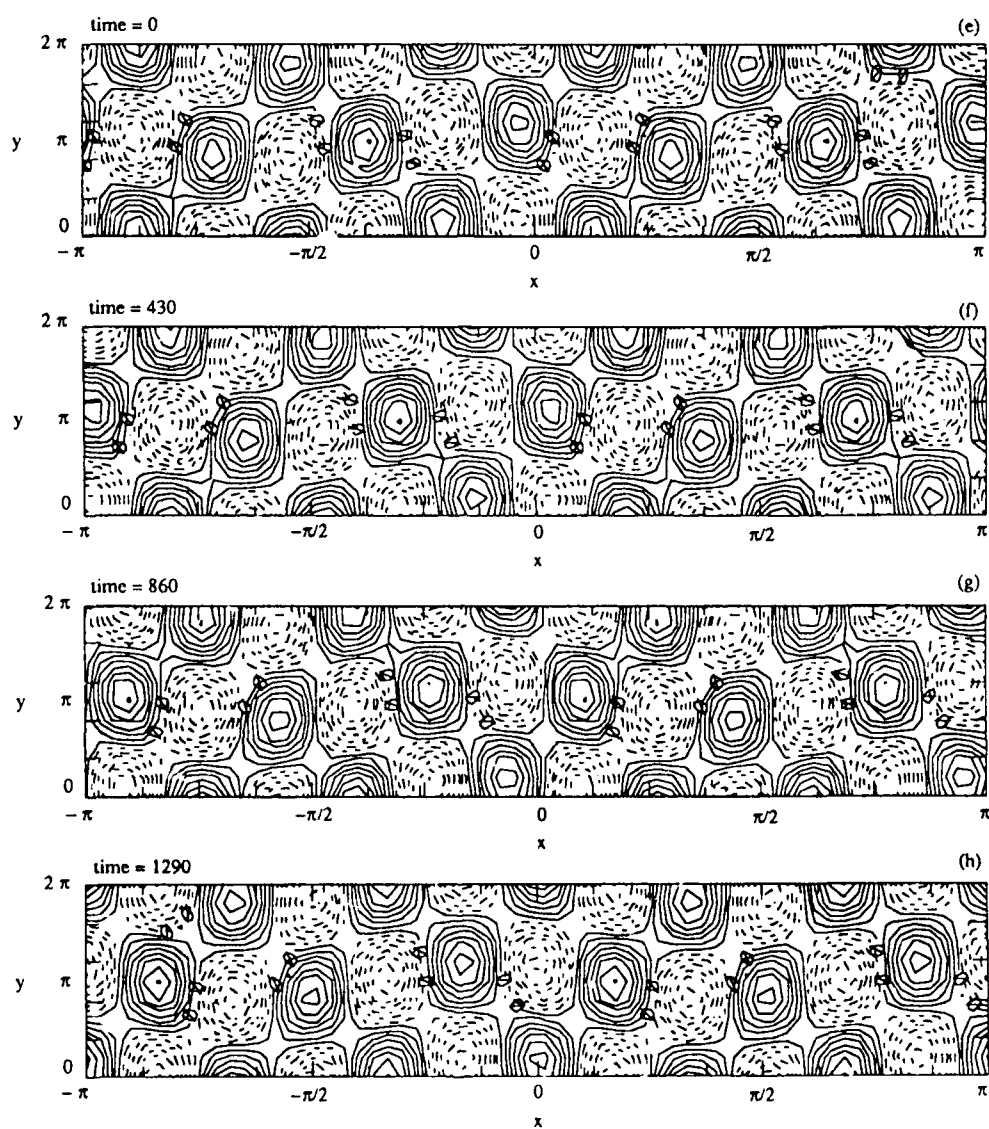 time = 0 (e)
2 π
y π
0
− π −π/2 0 π/2 π
x
time = 430 (f)
2 π
y π
0
− π −π/2 0 π/2 π
x
time = 860 (g)
2 π
y π
0
− π −π/2 0 π/2 π
x
time = 1290 (h)
2 π
y π
0
− π −π/2 0 π/2 π
x